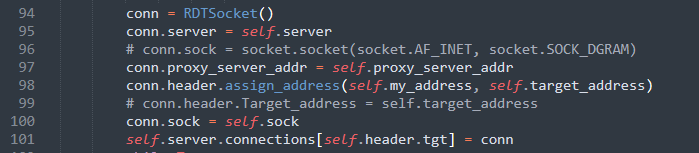 94 conn = RDTSocket()
95 conn.server = self.server
96 # conn.sock = socket.socket(socket.AF_INET, socket.SOCK_DGRAM)
97 conn.proxy_server_addr = self.proxy_server_addr
98 conn.header.assign_address(self.my_address, self.target_address)
99 # conn.header.Target_address = self.target_address
100 conn.sock = self.sock
101 self.server.connections[self.header.tgt] = conn